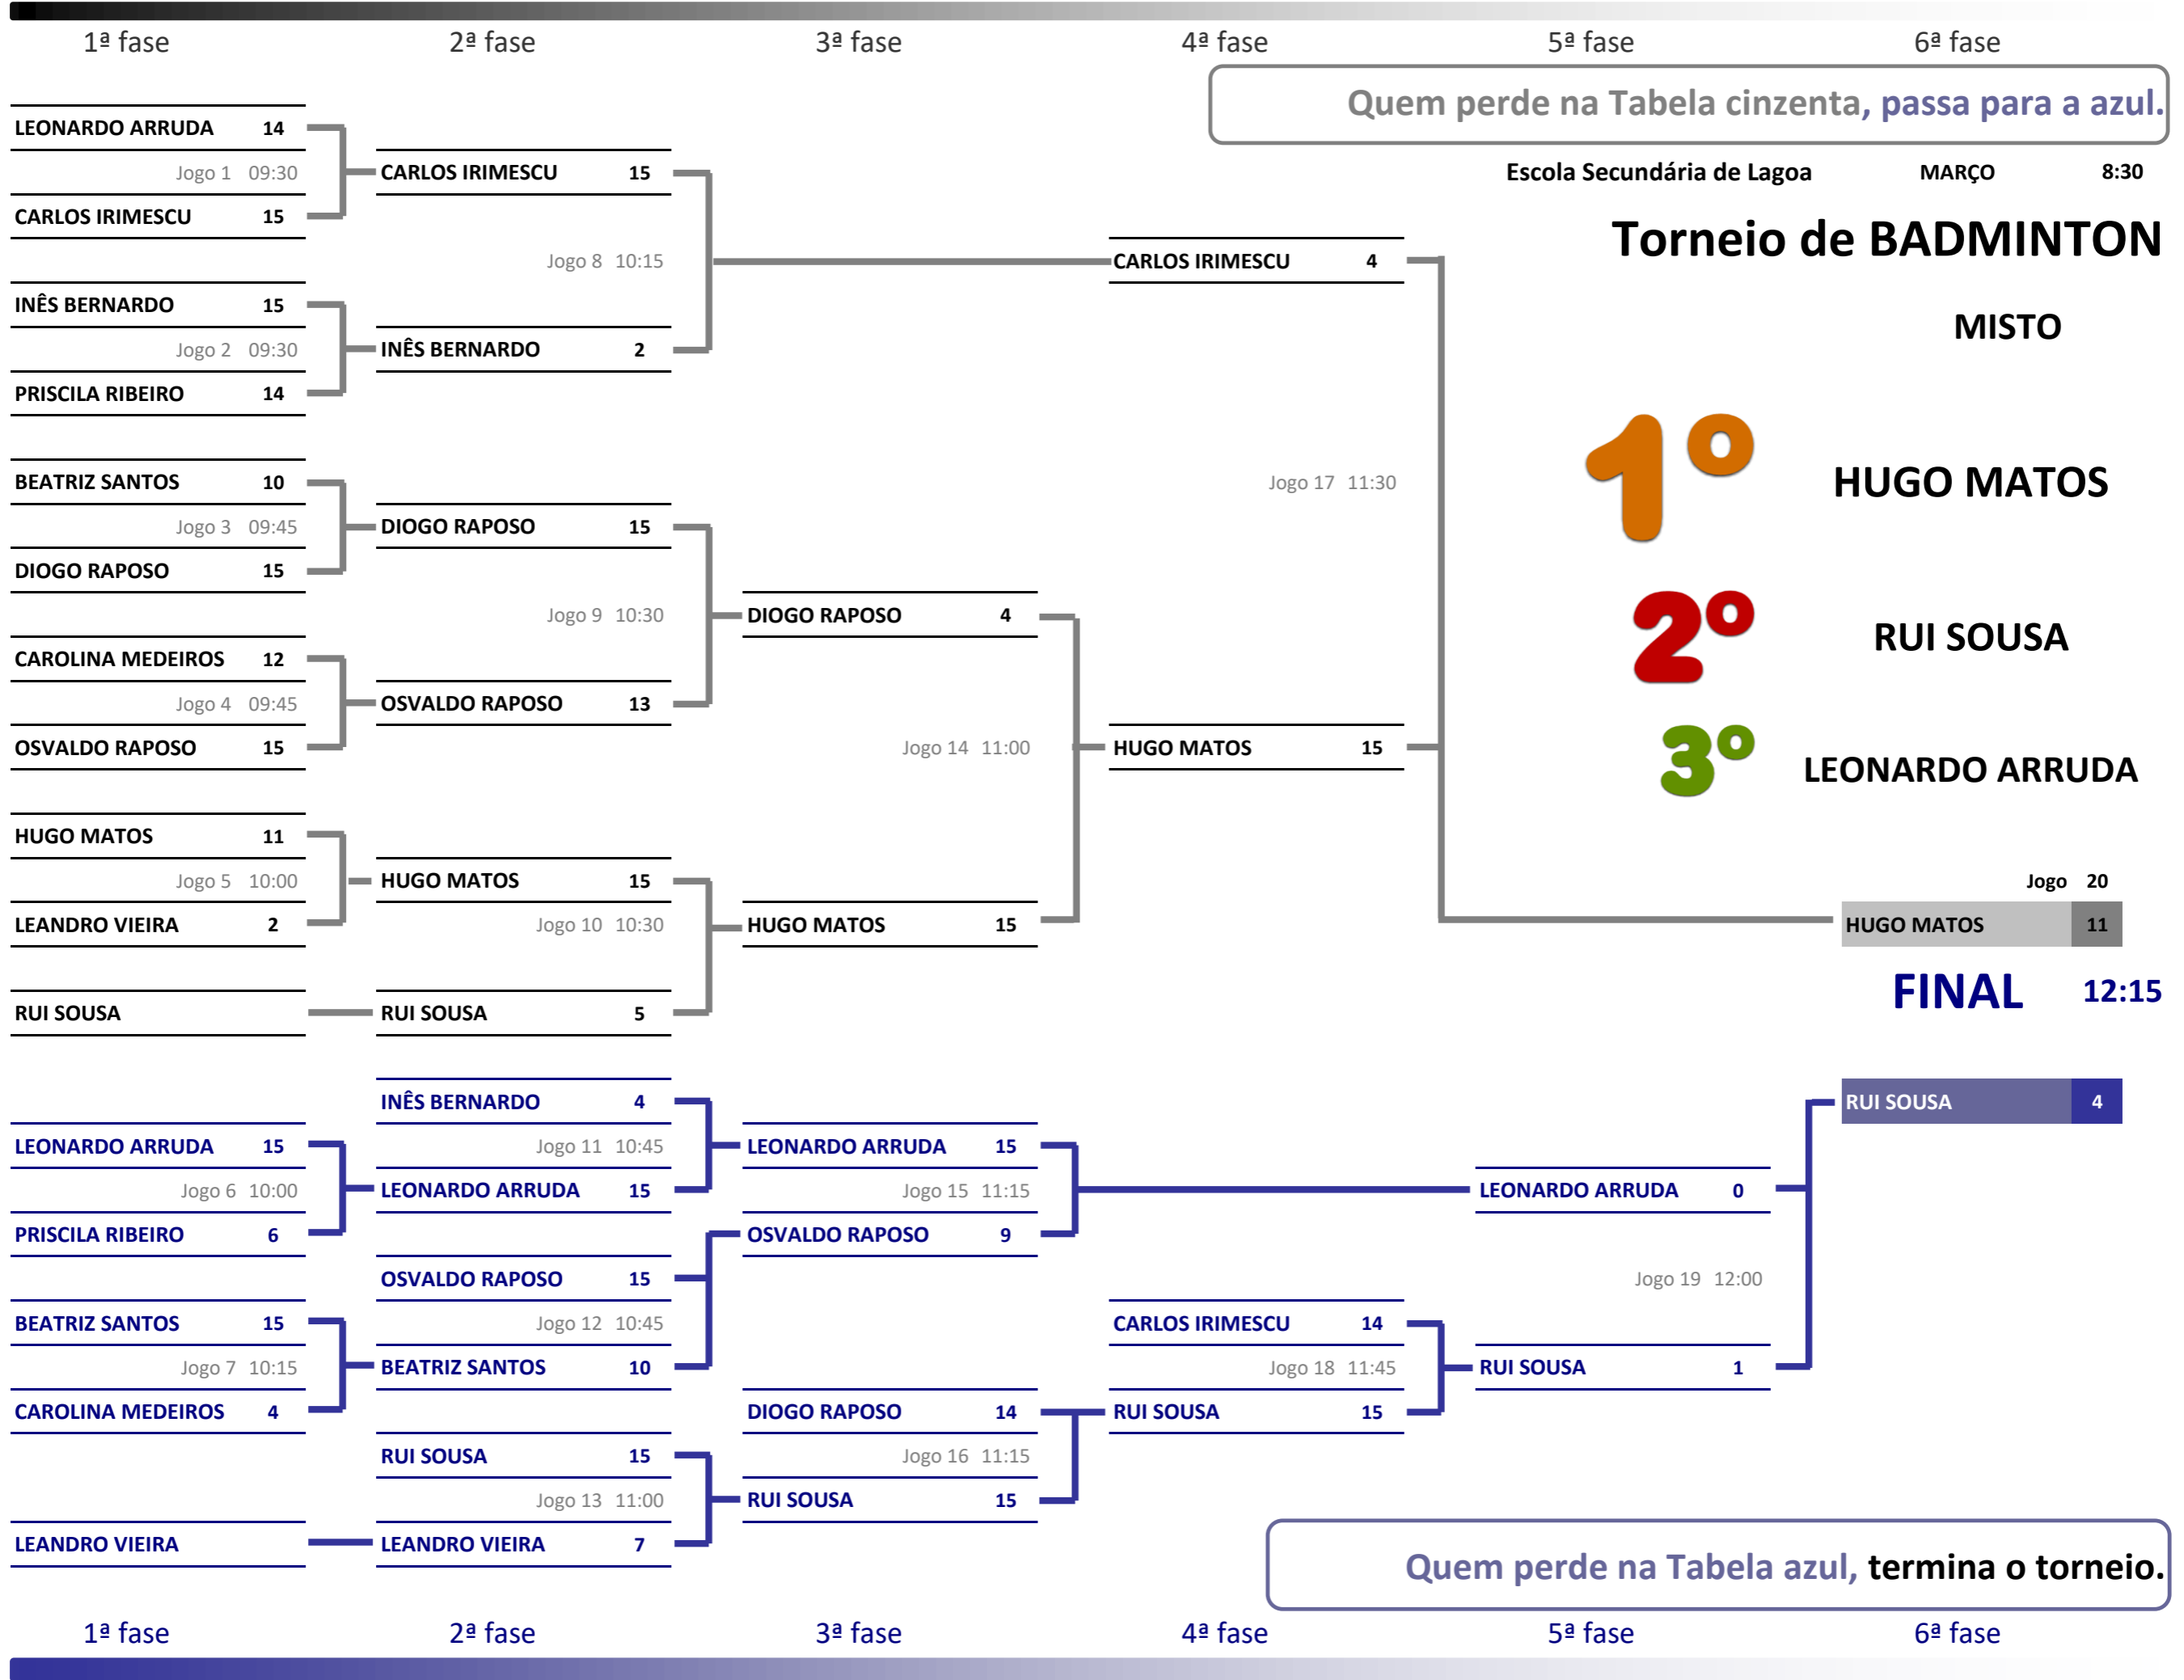 1ª fase 2ª fase 3ª fase 4ª fase 5ª fase 6ª fase
Quem perde na Tabela cinzenta, passa para a azul.
LEONARDO ARRUDA 14
Jogo 1 09:30
CARLOS IRIMESCU 15
CARLOS IRIMESCU 15
Jogo 8 10:15
INÊS BERNARDO 15
Jogo 2 09:30
PRISCILA RIBEIRO 14
INÊS BERNARDO 2
CARLOS IRIMESCU 4
Escola Secundária de Lagoa MARÇO 8:30
Torneio de BADMINTON
MISTO
BEATRIZ SANTOS 10
Jogo 3 09:45
DIOGO RAPOSO 15
DIOGO RAPOSO 15
Jogo 9 10:30
CAROLINA MEDEIROS 12
Jogo 4 09:45
OSVALDO RAPOSO 15
OSVALDO RAPOSO 13
DIOGO RAPOSO 4
Jogo 14 11:00
Jogo 17 11:30
HUGO MATOS 15
1º HUGO MATOS
2º RUI SOUSA
3º LEONARDO ARRUDA
HUGO MATOS 11
Jogo 5 10:00
LEANDRO VIEIRA 2
HUGO MATOS 15
Jogo 10 10:30
HUGO MATOS 15
RUI SOUSA
RUI SOUSA 5
Jogo 20
HUGO MATOS 11
FINAL 12:15
RUI SOUSA 4
INÊS BERNARDO 4
Jogo 11 10:45
LEONARDO ARRUDA 15
Jogo 6 10:00
PRISCILA RIBEIRO 6
LEONARDO ARRUDA 15
LEONARDO ARRUDA 15
Jogo 15 11:15
OSVALDO RAPOSO 9
LEONARDO ARRUDA 0
OSVALDO RAPOSO 15
Jogo 12 10:45
BEATRIZ SANTOS 15
Jogo 7 10:15
CAROLINA MEDEIROS 4
BEATRIZ SANTOS 10
Jogo 19 12:00
CARLOS IRIMESCU 14
Jogo 18 11:45
RUI SOUSA 15
RUI SOUSA 1
DIOGO RAPOSO 14
Jogo 16 11:15
RUI SOUSA 15
RUI SOUSA 15
Jogo 13 11:00
LEANDRO VIEIRA
LEANDRO VIEIRA 7
Quem perde na Tabela azul, termina o torneio.
1ª fase 2ª fase 3ª fase 4ª fase 5ª fase 6ª fase